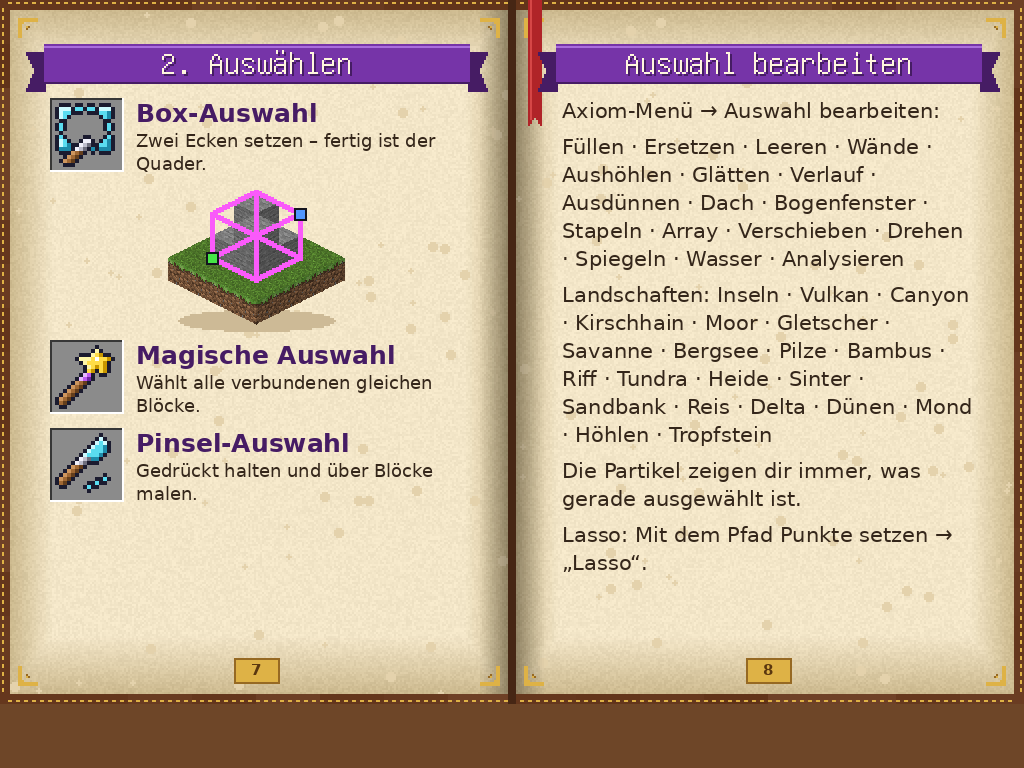 2. Auswählen
Box-Auswahl
Zwei Ecken setzen – fertig ist der
Quader.
Magische Auswahl
Wählt alle verbundenen gleichen
Blöcke.
Pinsel-Auswahl
Gedrückt halten und über Blöcke
malen.
7
Auswahl bearbeiten
Axiom-Menü → Auswahl bearbeiten:
Füllen · Ersetzen · Leeren · Wände ·
Aushöhlen · Glätten · Verlauf ·
Ausdünnen · Dach · Bogenfenster ·
Stapeln · Array · Verschieben · Drehen
· Spiegeln · Wasser · Analysieren
Landschaften: Inseln · Vulkan · Canyon
· Kirschhain · Moor · Gletscher ·
Savanne · Bergsee · Pilze · Bambus ·
Riff · Tundra · Heide · Sinter ·
Sandbank · Reis · Delta · Dünen · Mond
· Höhlen · Tropfstein
Die Partikel zeigen dir immer, was
gerade ausgewählt ist.
Lasso: Mit dem Pfad Punkte setzen →
„Lasso“.
8